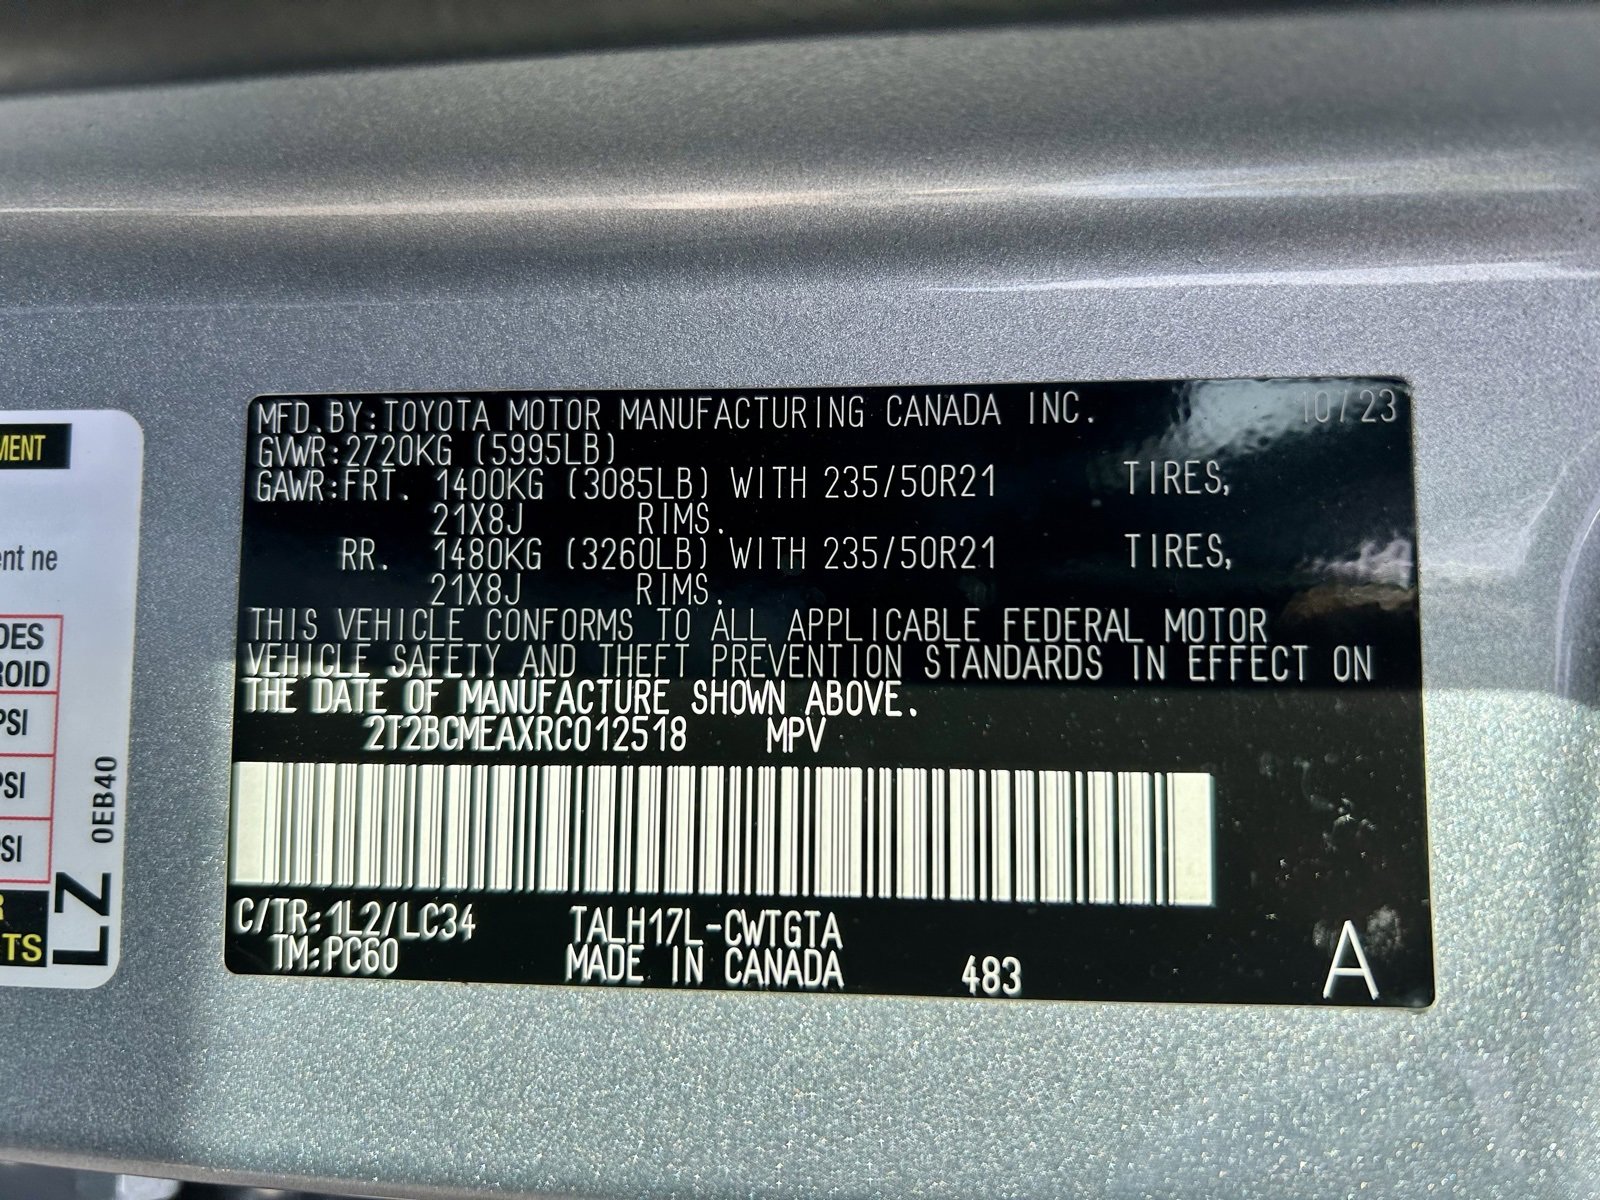 MFD.BY:TOYOTA MOTOR MANUFACTURING CANADA INC. 10/23
GVWR:2720KG (5995LB)
GAWR:FRT. 1400KG (3085LB) WITH 235/50R21 TIRES,
21X8J RIMS.
RR. 1480KG (3260LB) WITH 235/50R21 TIRES,
21X8J RIMS.
THIS VEHICLE CONFORMS TO ALL APPLICABLE FEDERAL MOTOR
VEHICLE SAFETY AND THEFT PREVENTION STANDARDS IN EFFECT ON
THE DATE OF MANUFACTURE SHOWN ABOVE.
2T2BCMEAXRC012518 MPV
C/TR:1L2/LC34 TALH17L-CWTGTA
TM:PC60 MADE IN CANADA 483 A
MENT
ent ne
DES
ROID
PSI
PSI
PSI
R
TS
LZ 0EB40